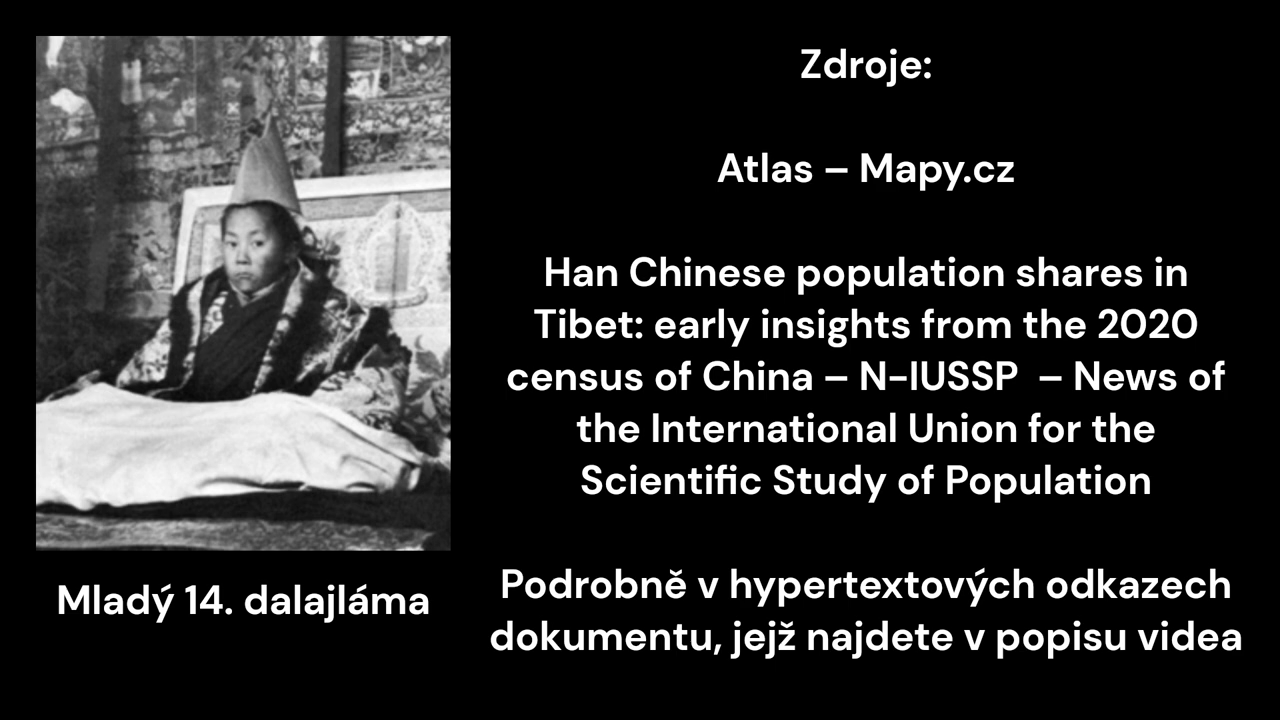 Zdroje:
Atlas – Mapy.cz
Han Chinese population shares in
Tibet: early insights from the 2020
census of China – N-IUSSP – News of
the International Union for the
Scientific Study of Population
Podrobně v hypertextových odkazech
dokumentu, jejž najdete v popisu videa
Mladý 14. dalajláma